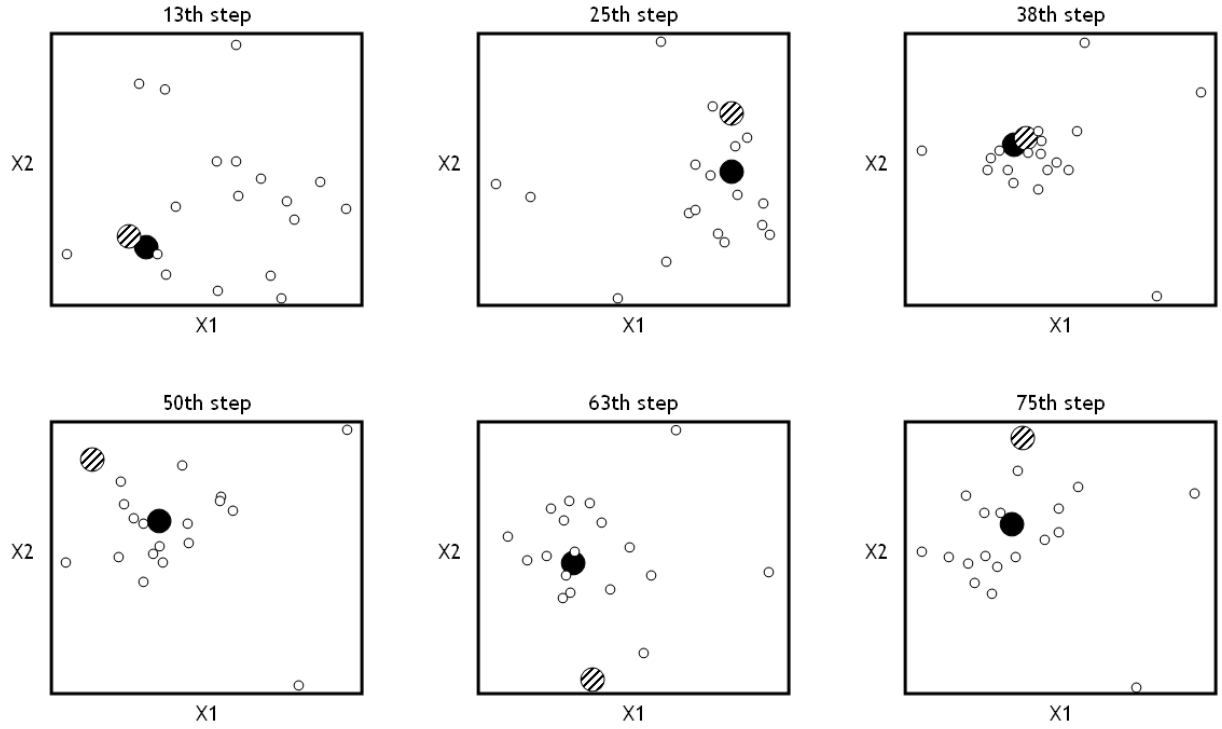 13th step
25th step
38th step
X2
X2
X2
X1
X1
X1
50th step
63th step
75th step
X2
X2
X2
X1
X1
X1